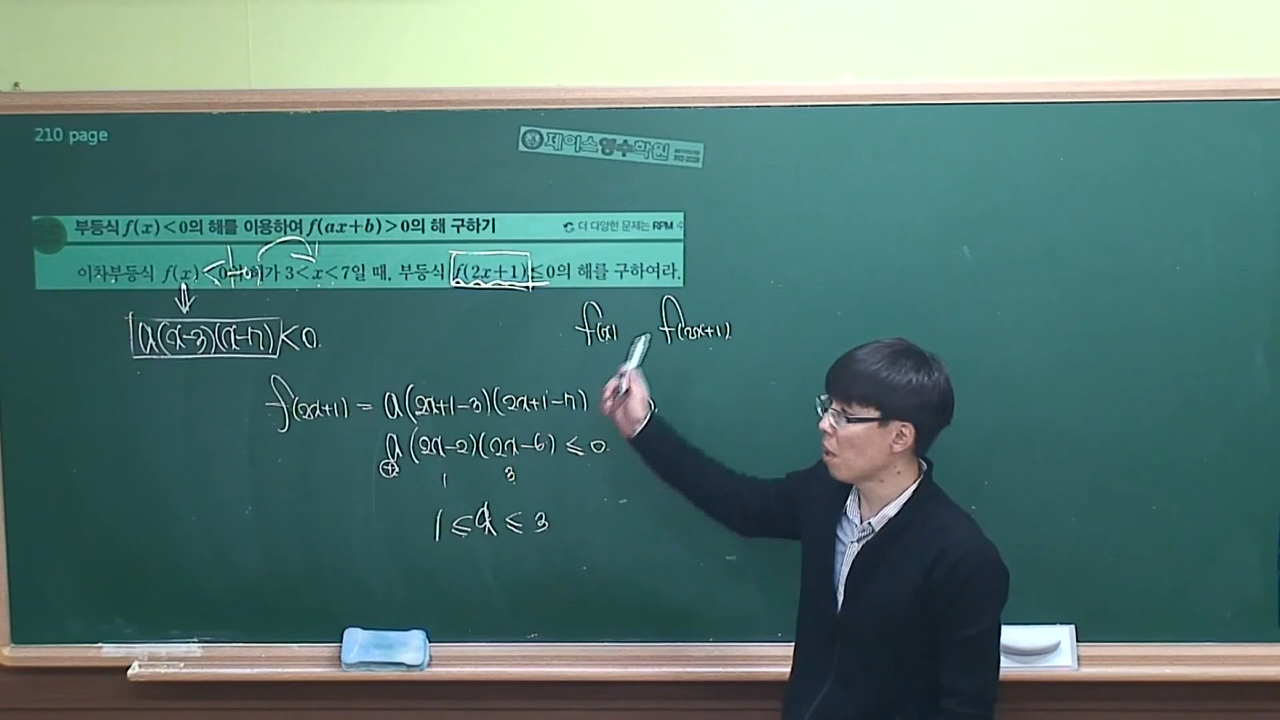 210 page
제이스영수학원
부등식 f(x)<0의 해를 이용하여 f(ax+b)>0의 해 구하기
더 다양한 문제는 RPM 수
이차부등식 f(x)<0의 해가 3<x<7일 때, 부등식 f(2x+1)≤0의 해를 구하여라.
a(x-3)(x-7)<0
f(x) f(2x+1)
f(2x+1) = a(2x+1-3)(2x+1-7)
a(2x-2)(2x-6) ≤ 0
⊕ 1 3
1 ≤ x ≤ 3